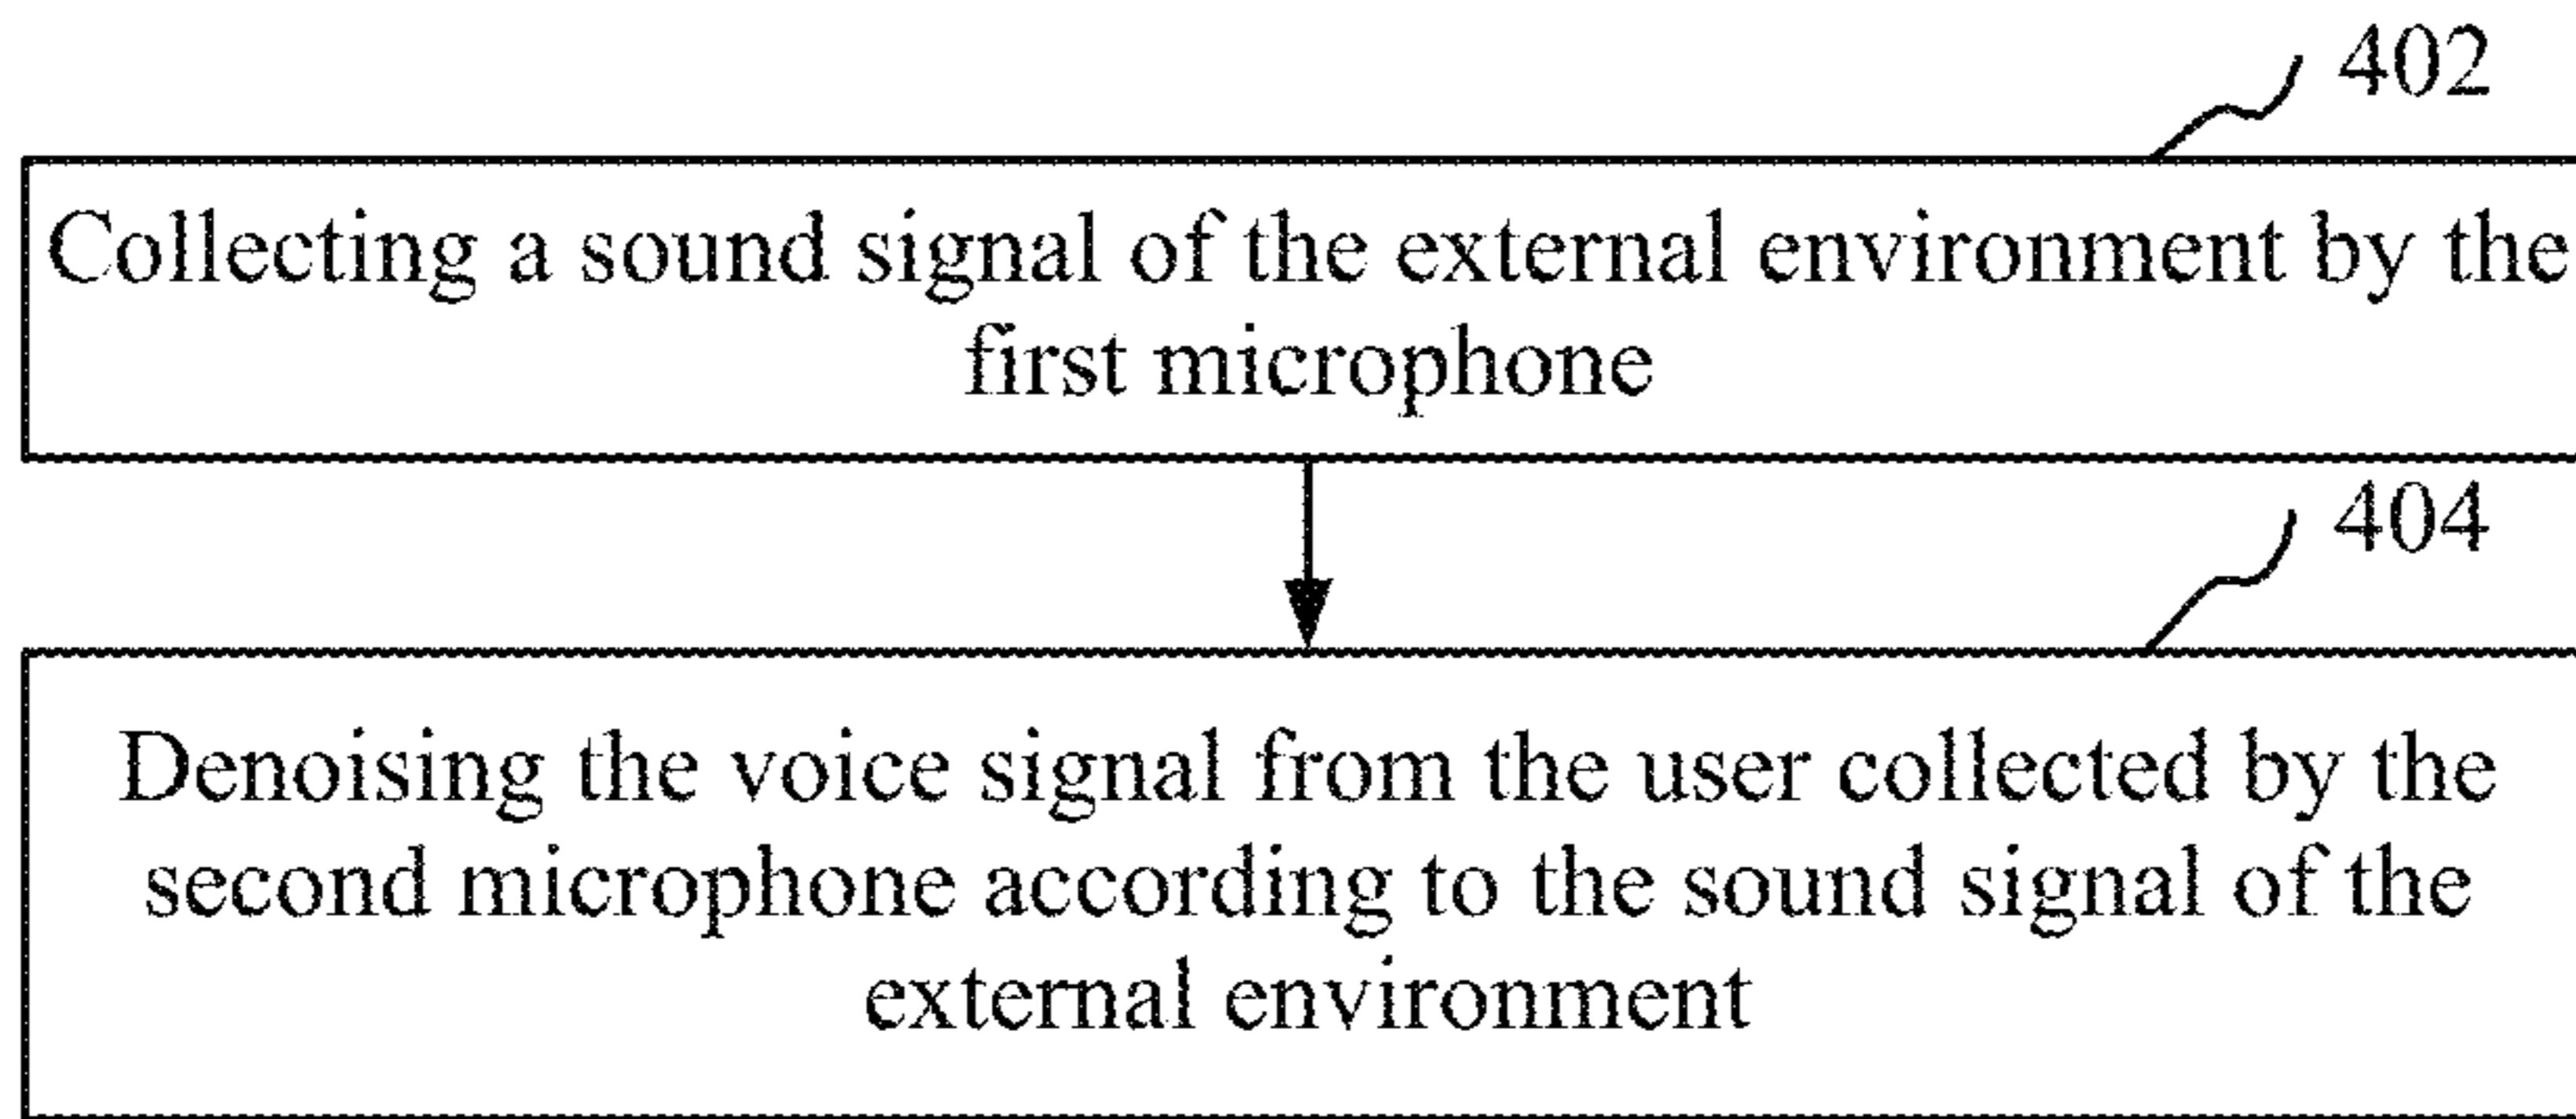 402
Collecting a sound signal of the external environment by the
first microphone
404
Denoising the voice signal from the user collected by the
second microphone according to the sound signal of the
external environment